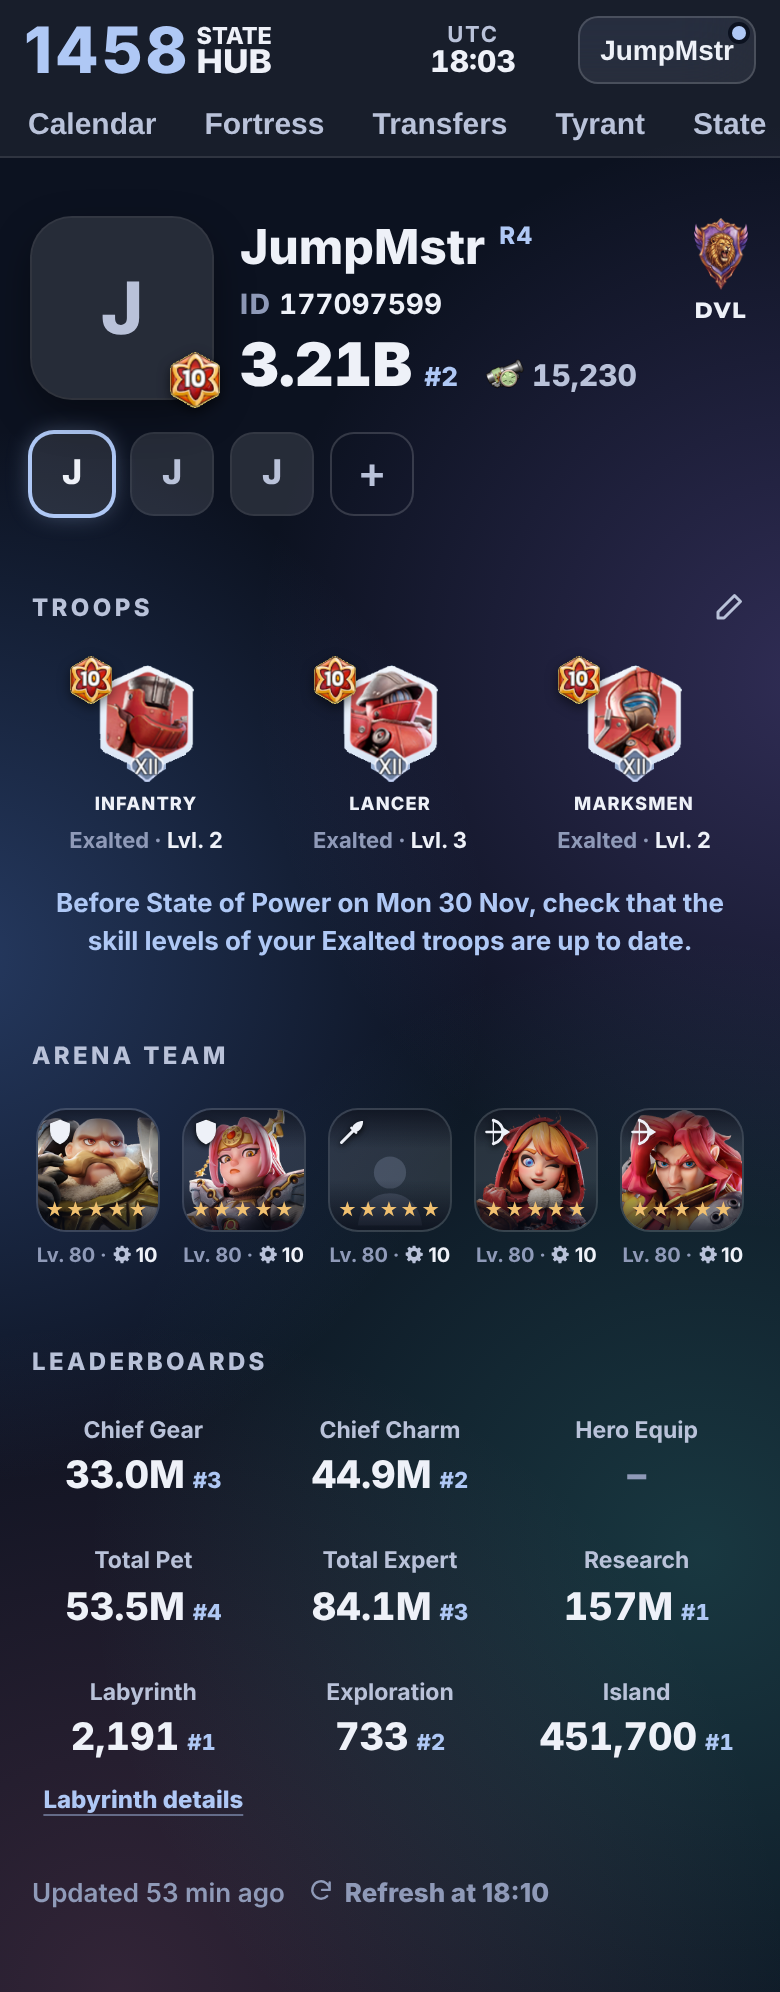 1458 STATE HUB
UTC
18:03
JumpMstr
Calendar Fortress Transfers Tyrant State
J
10
JumpMstr R4
ID 177097599
3.21B #2 15,230
DVL
J J J +
TROOPS
10 10 10
XII XII XII
INFANTRY LANCER MARKSMEN
Exalted · Lvl. 2 Exalted · Lvl. 3 Exalted · Lvl. 2
Before State of Power on Mon 30 Nov, check that the
skill levels of your Exalted troops are up to date.
ARENA TEAM
Lv. 80 · 10 Lv. 80 · 10 Lv. 80 · 10 Lv. 80 · 10 Lv. 80 · 10
LEADERBOARDS
Chief Gear Chief Charm Hero Equip
33.0M #3 44.9M #2 –
Total Pet Total Expert Research
53.5M #4 84.1M #3 157M #1
Labyrinth Exploration Island
2,191 #1 733 #2 451,700 #1
Labyrinth details
Updated 53 min ago Refresh at 18:10